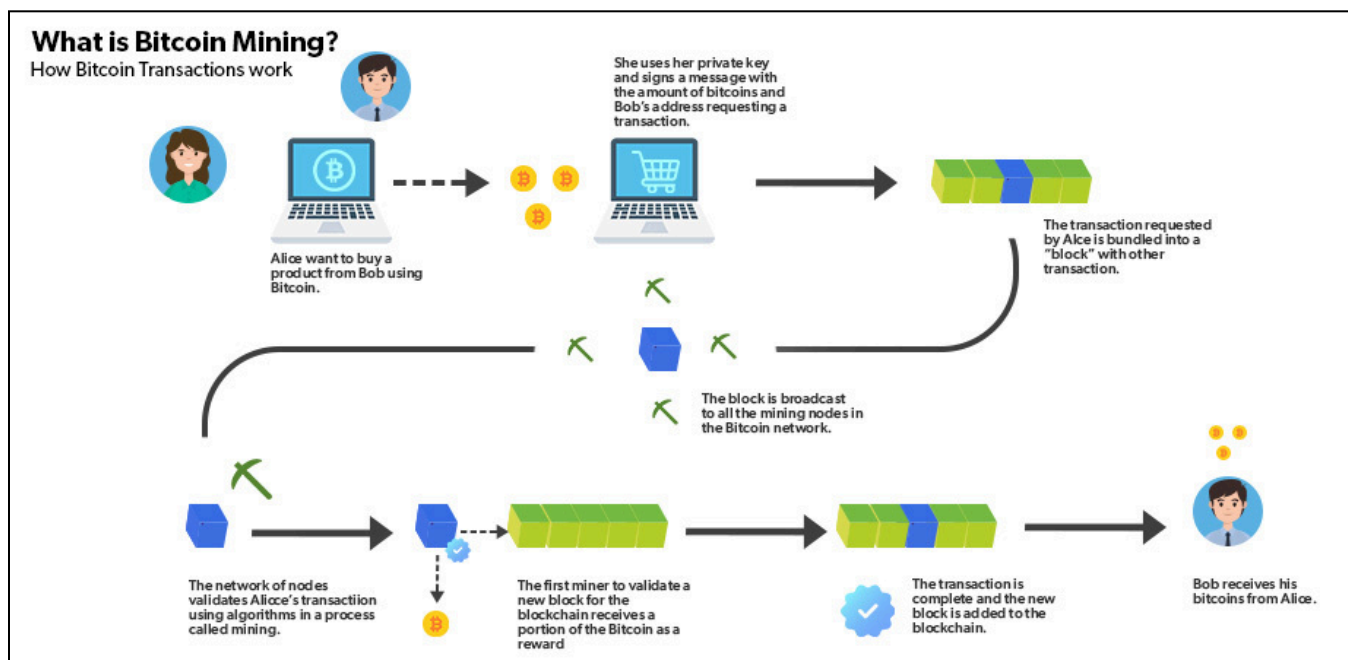 What is Bitcoin Mining?
How Bitcoin Transactions work
Alice want to buy a
product from Bob using
Bitcoin.
She uses her private key
and signs a message with
the amount of bitcoins and
Bob's address requesting a
transaction.
The transaction requested
by Alce is bundled into a
"block" with other
transaction.
The block is broadcast
to all the mining nodes in
the Bitcoin network.
The network of nodes
validates Alicce's transactiion
using algorithms in a process
called mining.
The first miner to validate a
new block for the
blockchain receives a
portion of the Bitcoin as a
reward
The transaction is
complete and the new
block is added to the
blockchain.
Bob receives his
bitcoins from Alice.